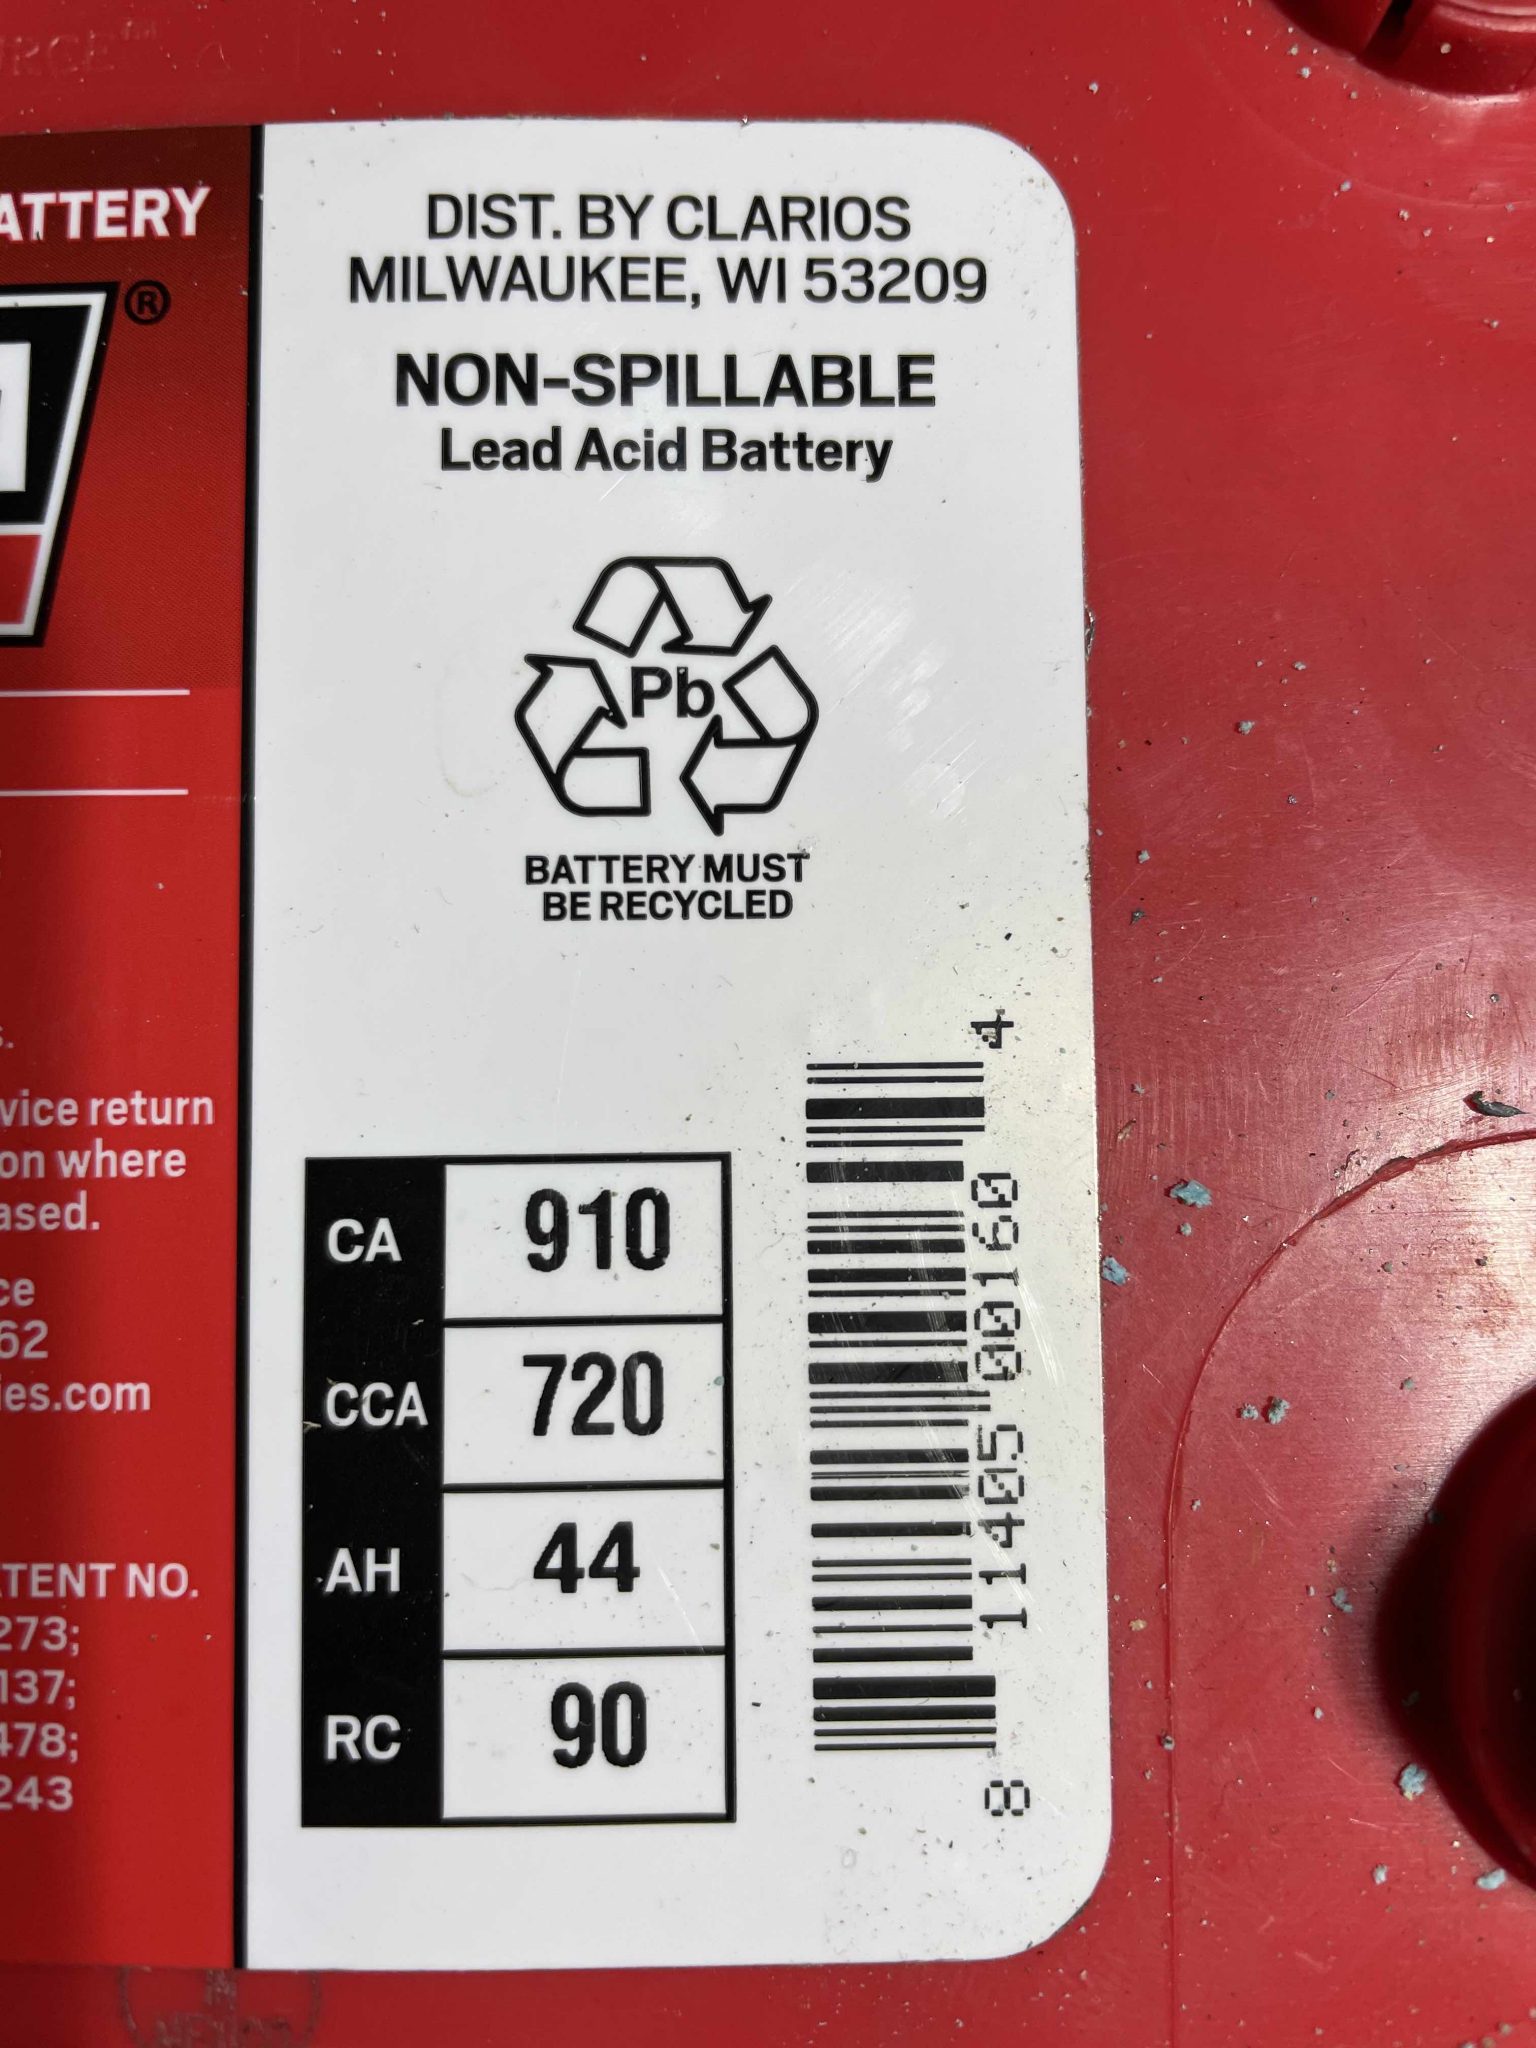 ATTERY
®
vice return
on where
ased.
ce
62
ies.com
TENT NO.
273;
137;
478;
243
DIST. BY CLARIOS
MILWAUKEE, WI 53209
NON-SPILLABLE
Lead Acid Battery
Pb
BATTERY MUST
BE RECYCLED
CA 910
CCA 720
AH 44
RC 90
8 11405 00160 4
MEXICO